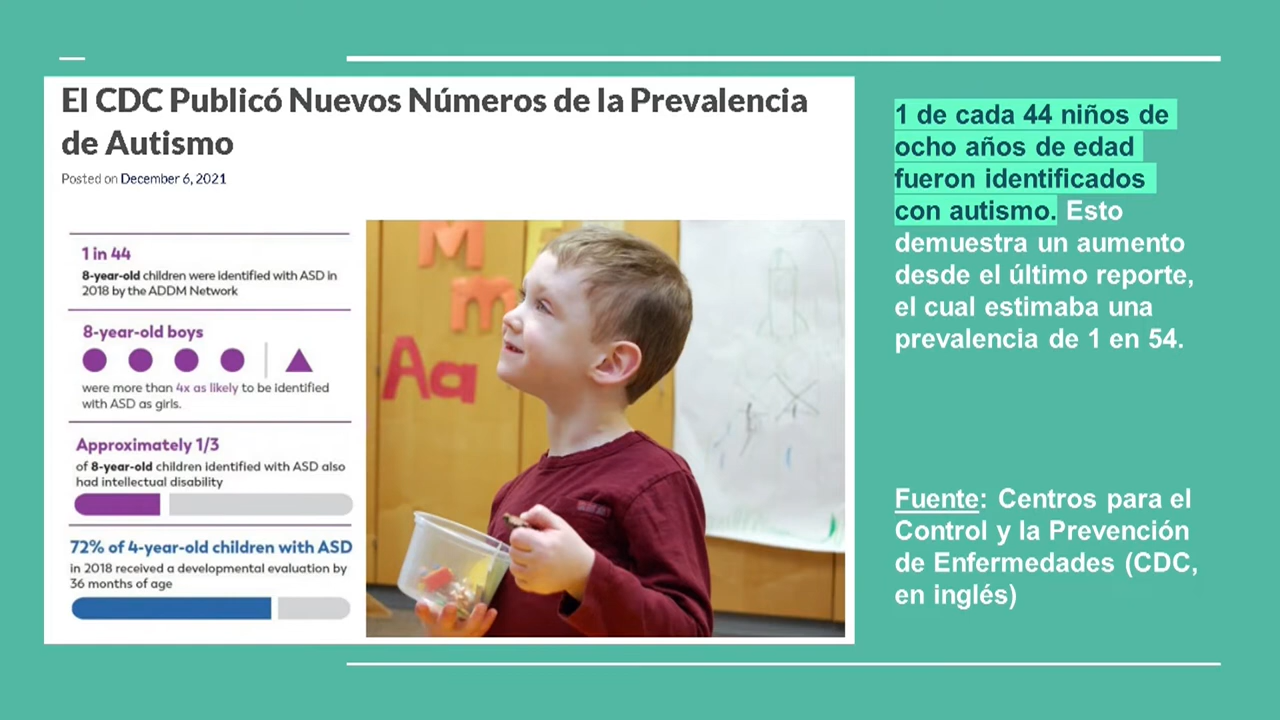 El CDC Publicó Nuevos Números de la Prevalencia
de Autismo
Posted on December 6, 2021
1 in 44
8-year-old children were identified with ASD in
2018 by the ADDM Network
8-year-old boys
were more than 4x as likely to be identified
with ASD as girls.
Approximately 1/3
of 8-year-old children identified with ASD also
had intellectual disability
72% of 4-year-old children with ASD
in 2018 received a developmental evaluation by
36 months of age
M
m
Aa
1 de cada 44 niños de
ocho años de edad
fueron identificados
con autismo. Esto
demuestra un aumento
desde el último reporte,
el cual estimaba una
prevalencia de 1 en 54.
Fuente: Centros para el
Control y la Prevención
de Enfermedades (CDC,
en inglés)